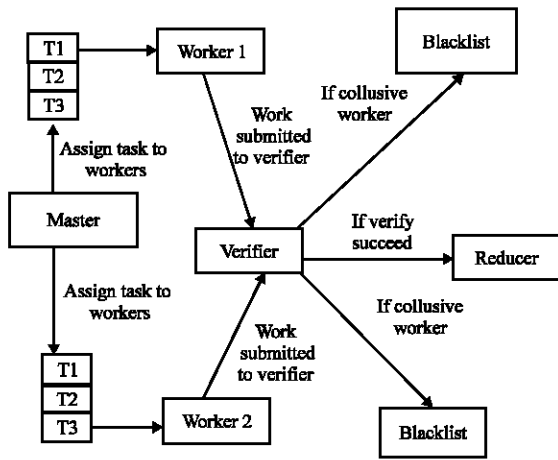 T1
T2
T3
Worker 1
Blacklist
If collusive
worker
Work
submitted
to verifier
Assign task to
workers
Master
Verifier
If verify
succeed
Reducer
Assign task to
workers
If collusive
worker
Work
submitted
to verifier
T1
T2
T3
Worker 2
Blacklist